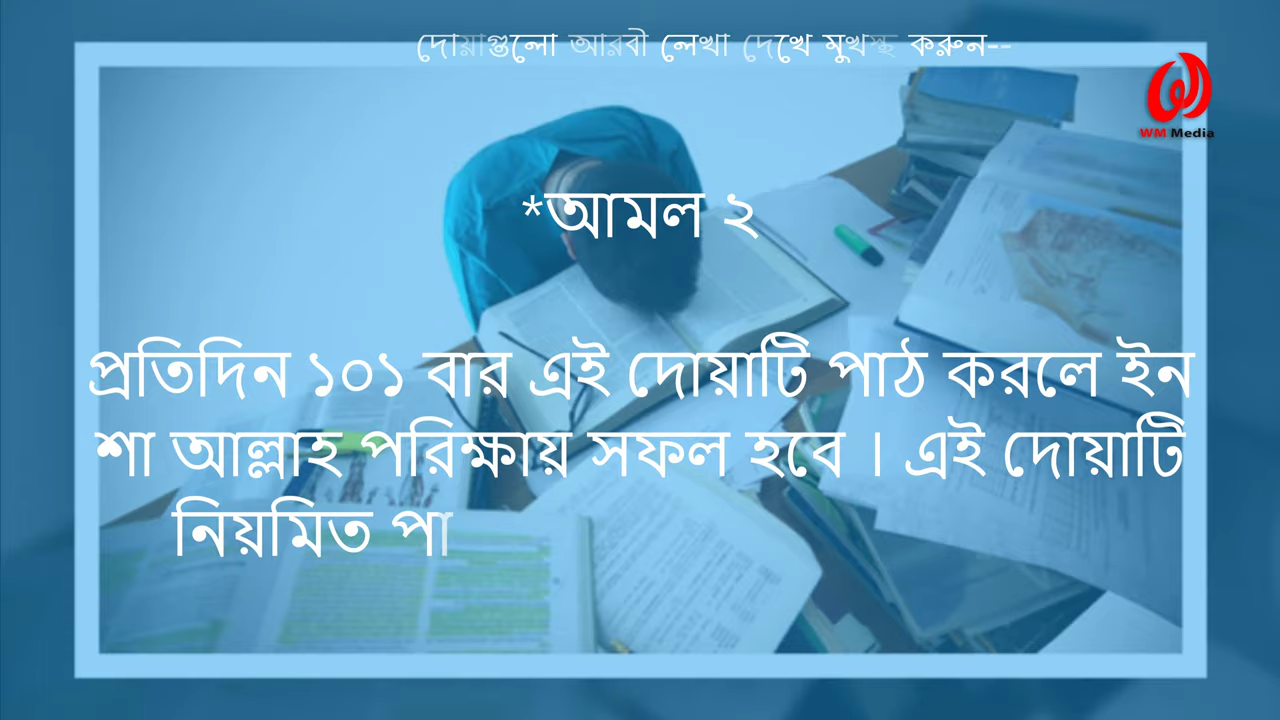 দোয়াগুলো আরবী লেখা দেখে মুখস্থ করুন--
WM Media
*আমল ২
প্রতিদিন ১০১ বার এই দোয়াটি পাঠ করলে ইন
শা আল্লাহ পরিক্ষায় সফল হবে । এই দোয়াটি
নিয়মিত পা